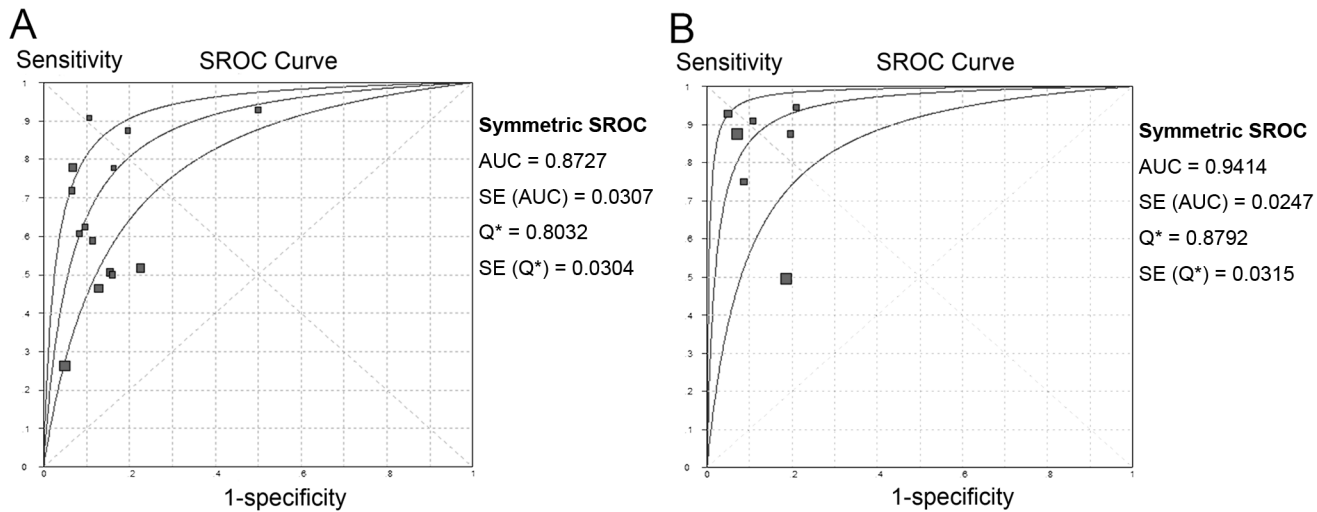 A
Sensitivity
SROC Curve
1
9
8
7
6
5
4
3
2
1
0
0
2
4
6
8
1
1-specificity
Symmetric SROC
AUC = 0.8727
SE (AUC) = 0.0307
Q* = 0.8032
SE (Q*) = 0.0304
B
Sensitivity
SROC Curve
1
9
8
7
6
5
4
3
2
1
0
0
2
4
6
8
1
1-specificity
Symmetric SROC
AUC = 0.9414
SE (AUC) = 0.0247
Q* = 0.8792
SE (Q*) = 0.0315